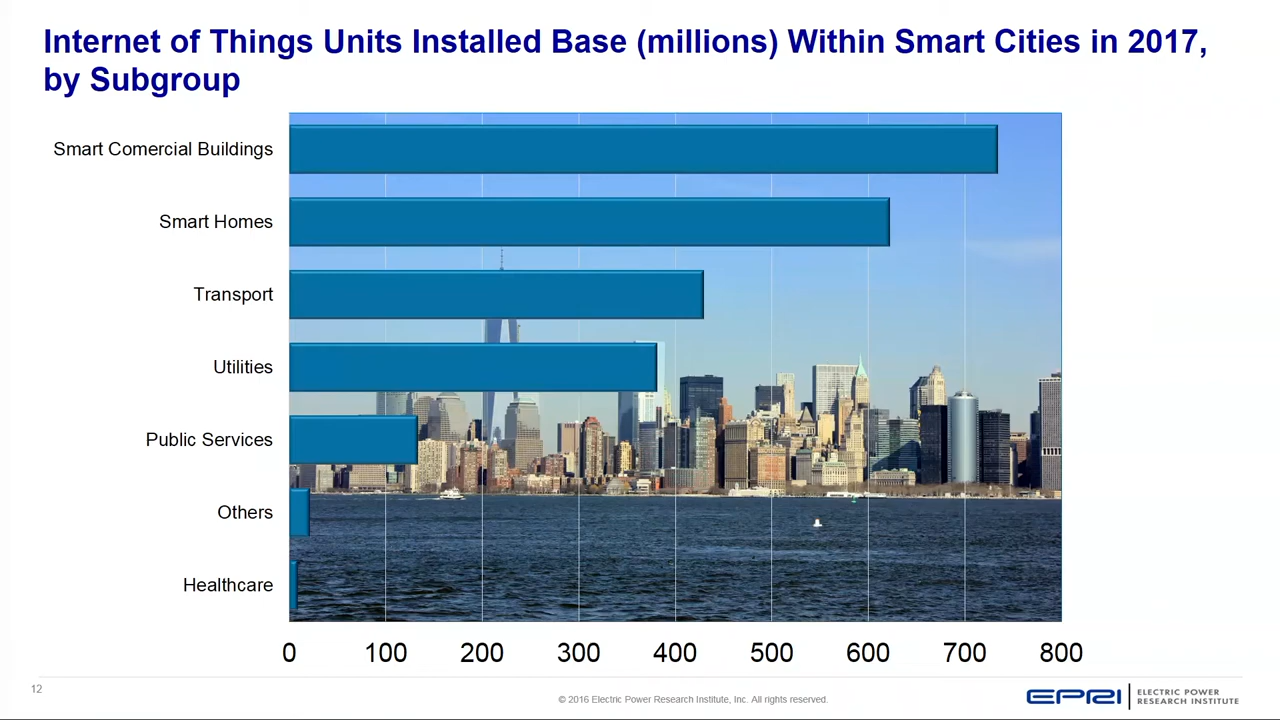 Internet of Things Units Installed Base (millions) Within Smart Cities in 2017,
by Subgroup
Smart Comercial Buildings
Smart Homes
Transport
Utilities
Public Services
Others
Healthcare
0 100 200 300 400 500 600 700 800
12
© 2016 Electric Power Research Institute, Inc. All rights reserved.
EPRI
ELECTRIC POWER
RESEARCH INSTITUTE